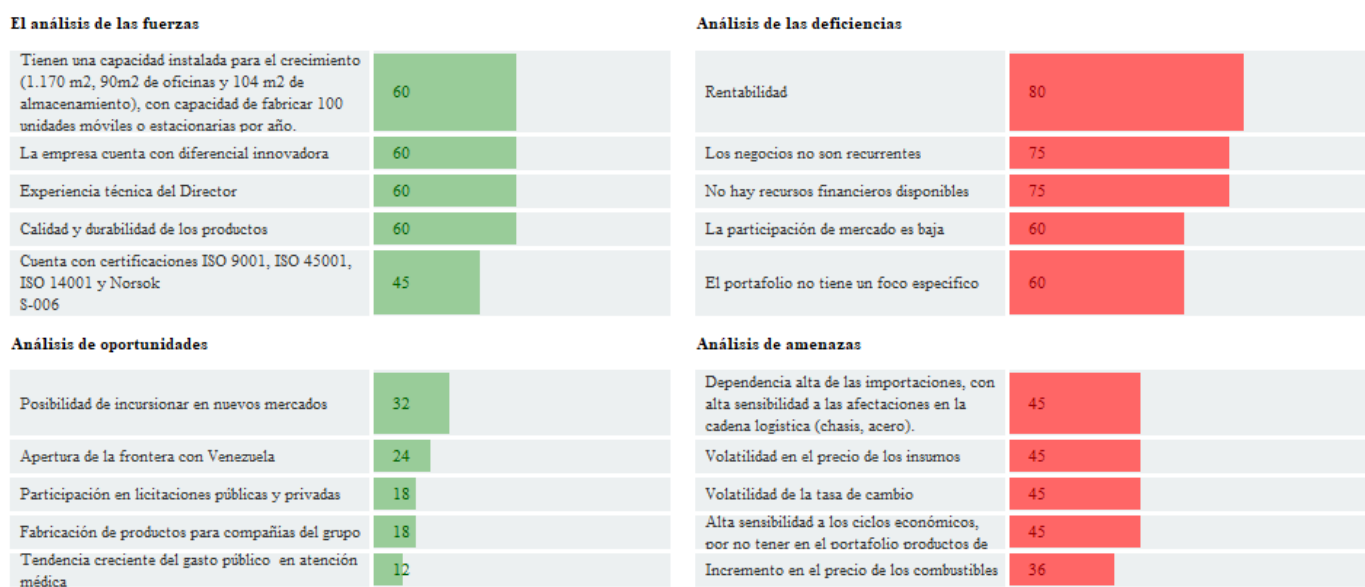 El análisis de las fuerzas
Tienen una capacidad instalada para el crecimiento
(1.170 m2, 90m2 de oficinas y 104 m2 de
almacenamiento), con capacidad de fabricar 100
unidades móviles o estacionarias por año.
60
La empresa cuenta con diferencial innovadora
60
Experiencia técnica del Director
60
Calidad y durabilidad de los productos
60
Cuenta con certificaciones ISO 9001, ISO 45001,
ISO 14001 y Norsok
S-006
45
Análisis de las deficiencias
Rentabilidad
80
Los negocios no son recurrentes
75
No hay recursos financieros disponibles
75
La participación de mercado es baja
60
El portafolio no tiene un foco específico
60
Análisis de oportunidades
Posibilidad de incursionar en nuevos mercados
32
Apertura de la frontera con Venezuela
24
Participación en licitaciones públicas y privadas
18
Fabricación de productos para compañías del grupo
18
Tendencia creciente del gasto público en atención
médica
12
Análisis de amenazas
Dependencia alta de las importaciones, con
alta sensibilidad a las afectaciones en la
cadena logística (chasis, acero).
45
Volatilidad en el precio de los insumos
45
Volatilidad de la tasa de cambio
45
Alta sensibilidad a los ciclos económicos,
por no tener en el portafolio productos de
45
Incremento en el precio de los combustibles
36